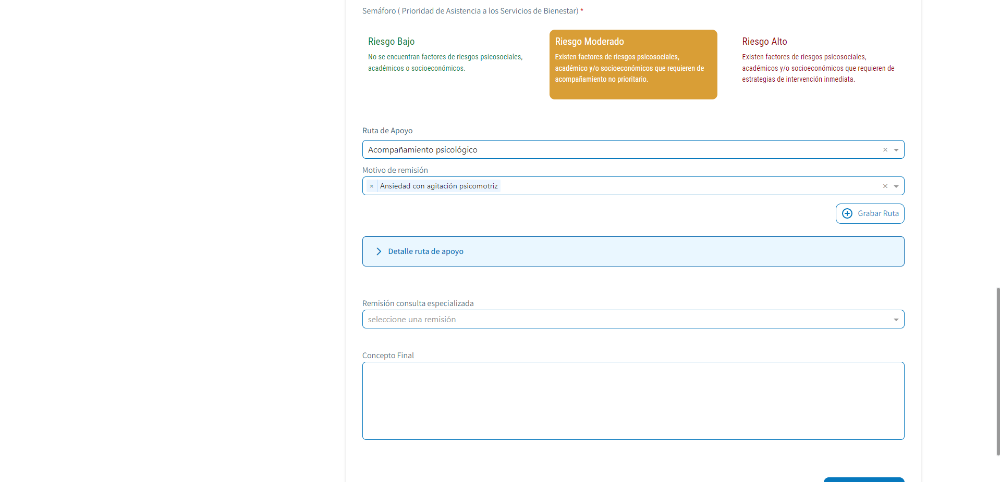 Semáforo ( Prioridad de Asistencia a los Servicios de Bienestar) *
Riesgo Bajo
No se encuentran factores de riesgos psicosociales,
académicos o socioeconómicos.
Riesgo Moderado
Existen factores de riesgos psicosociales,
académico y/o socioeconómicos que requieren de
acompañamiento no prioritario.
Riesgo Alto
Existen factores de riesgos psicosociales,
académicos y/o socioeconómicos que requieren de
estrategias de intervención inmediata.
Ruta de Apoyo
Acompañamiento psicológico
Motivo de remisión
× Ansiedad con agitación psicomotriz
Grabar Ruta
Detalle ruta de apoyo
Remisión consulta especializada
seleccione una remisión
Concepto Final